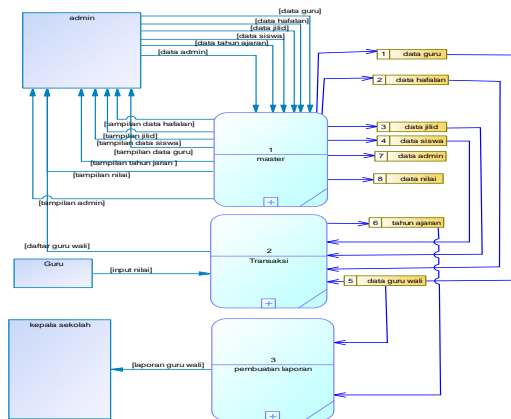 admin
[data guru]
[data hafalan]
[data jilid]
[data siswa]
[data tahun ajaran]
[data admin]
1 data guru
2 data hafalan
[tampilan data hafalan]
[tampilan jilid]
[tampilan data siswa]
[tampilan data guru]
[tampilan tahun jaran ]
[tampilan nilai]
[tampilan admin]
1
master
3 data jilid
4 data siswa
7 data admin
8 data nilai
6 tahun ajaran
[daftar guru wali]
2
Transaksi
Guru
[input nilai]
5 data guru wali
kepala sekolah
[laporan guru wali]
3
pembuatan laporan